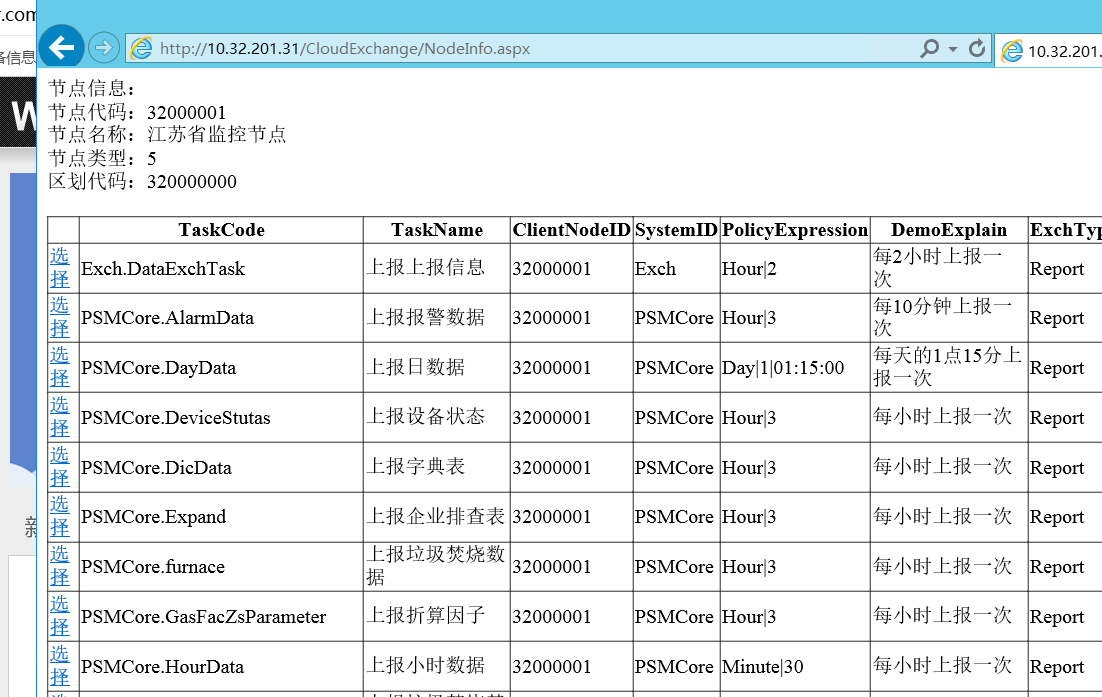 r.com
备信息
W
新
http://10.32.201.31/CloudExchange/NodeInfo.aspx
10.32.201.
节点信息：
节点代码：32000001
节点名称：江苏省监控节点
节点类型：5
区划代码：320000000
TaskCode TaskName ClientNodeID SystemID PolicyExpression DemoExplain ExchTyp
选择 Exch.DataExchTask 上报上报信息 32000001 Exch Hour|2 每2小时上报一次 Report
选择 PSMCore.AlarmData 上报报警数据 32000001 PSMCore Hour|3 每10分钟上报一次 Report
选择 PSMCore.DayData 上报日数据 32000001 PSMCore Day|1|01:15:00 每天的1点15分上报一次 Report
选择 PSMCore.DeviceStutas 上报设备状态 32000001 PSMCore Hour|3 每小时上报一次 Report
选择 PSMCore.DicData 上报字典表 32000001 PSMCore Hour|3 每小时上报一次 Report
选择 PSMCore.Expand 上报企业排查表 32000001 PSMCore Hour|3 每小时上报一次 Report
选择 PSMCore.furnace 上报垃圾焚烧数据 32000001 PSMCore Hour|3 每小时上报一次 Report
选择 PSMCore.GasFacZsParameter 上报折算因子 32000001 PSMCore Hour|3 每小时上报一次 Report
选择 PSMCore.HourData 上报小时数据 32000001 PSMCore Minute|30 每小时上报一次 Report